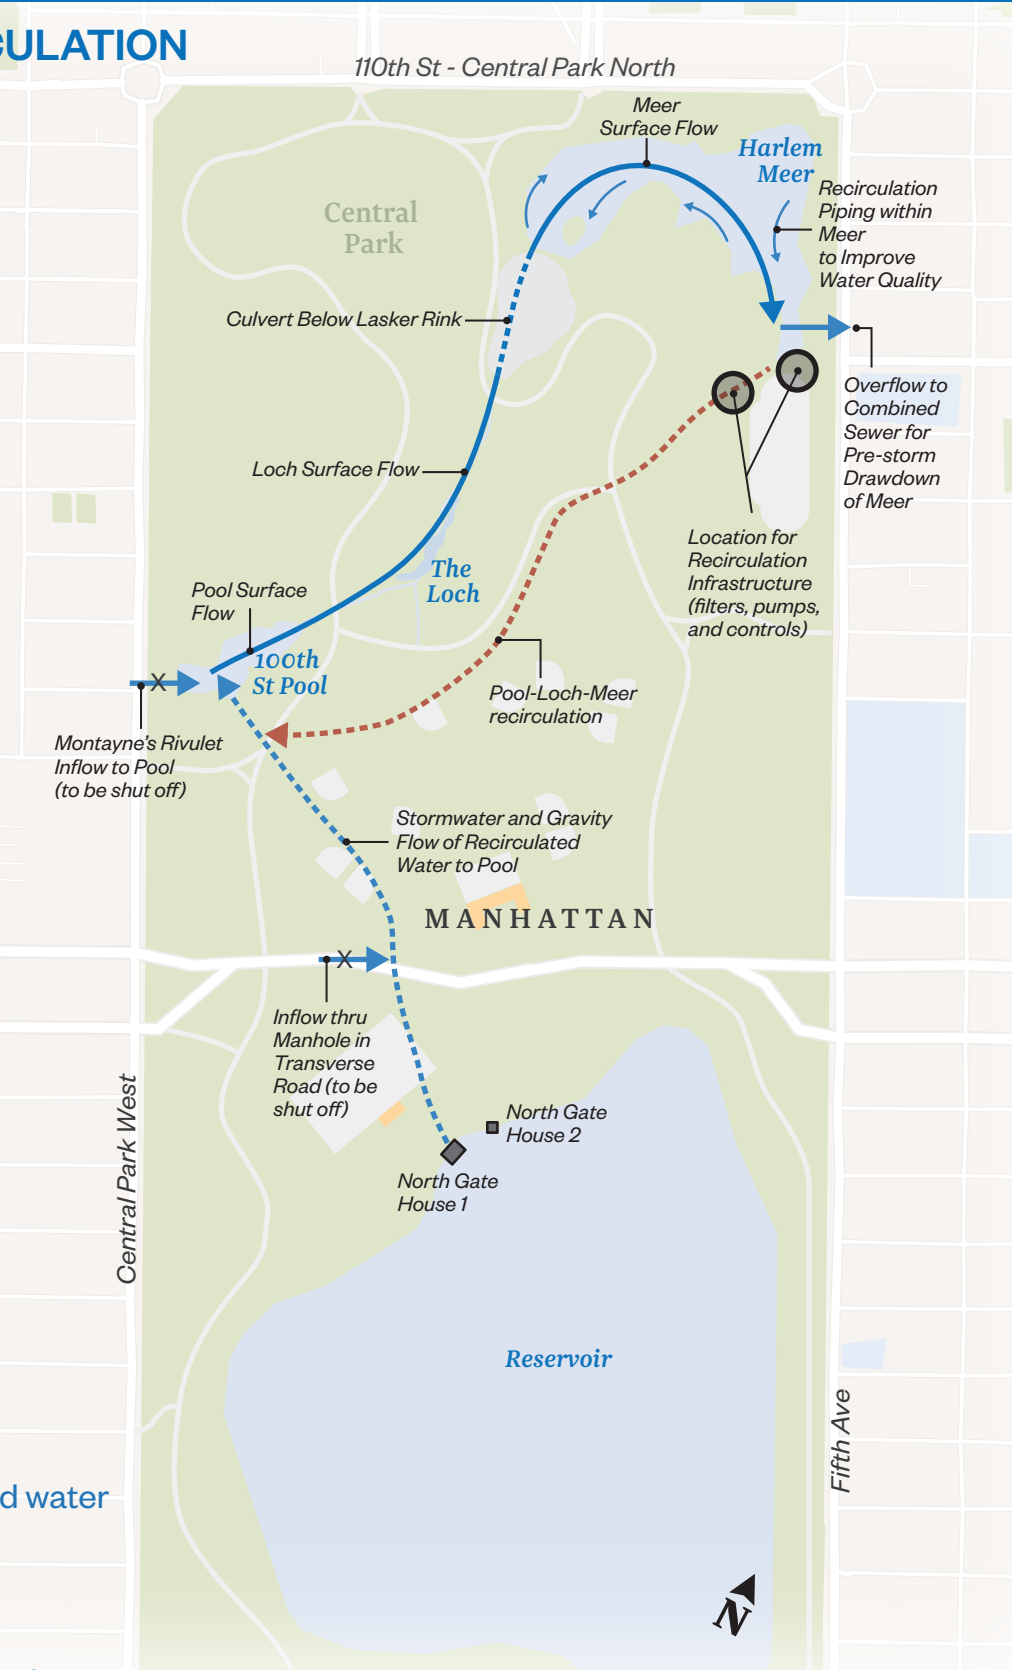 CULATION
110th St - Central Park North
Meer
Surface Flow
Harlem
Meer
Recirculation
Piping within
Meer
to Improve
Water Quality
Central
Park
Culvert Below Lasker Rink
Overflow to
Combined
Sewer for
Pre-storm
Drawdown
of Meer
Loch Surface Flow
Location for
Recirculation
Infrastructure
(filters, pumps,
and controls)
The
Loch
Pool Surface
Flow
100th
St Pool
X
Pool-Loch-Meer
recirculation
Montayne's Rivulet
Inflow to Pool
(to be shut off)
Stormwater and Gravity
Flow of Recirculated
Water to Pool
MANHATTAN
X
Inflow thru
Manhole in
Transverse
Road (to be
shut off)
North Gate
House 2
North Gate
House 1
Central Park West
Reservoir
Fifth Ave
d water
N